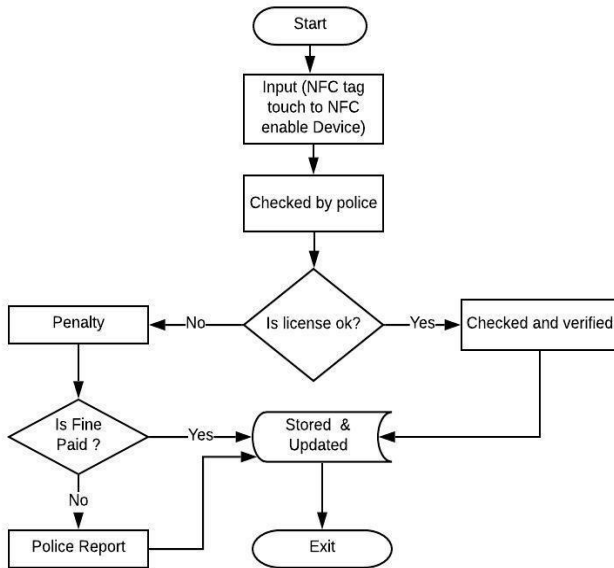 Start
Input (NFC tag
touch to NFC
enable Device)
Checked by police
Is license ok?
No
Yes
Penalty
Checked and verified
Is Fine
Paid ?
Yes
Stored &
Updated
No
Police Report
Exit